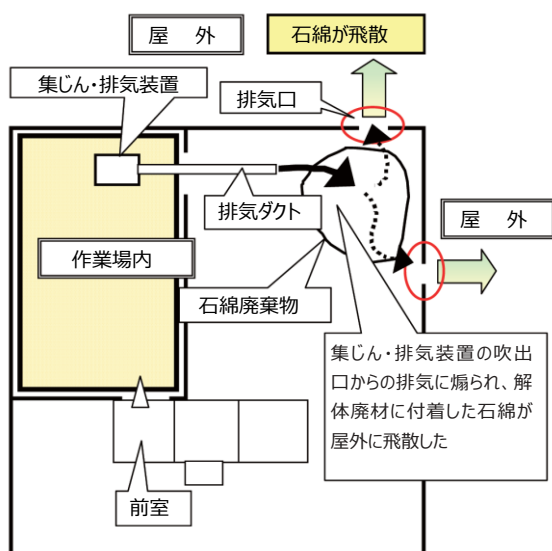 屋　外
石綿が飛散
集じん・排気装置
排気口
排気ダクト
屋　外
作業場内
石綿廃棄物
集じん・排気装置の吹出
口からの排気に煽られ、解
体廃材に付着した石綿が
屋外に飛散した
前室